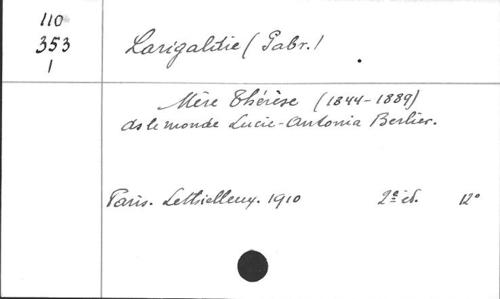 110
353
1
Larigaldie (Gabr.)
Mère Thérèse (1844-1889)
ds le monde Lucie-Antonia Berlier.
Paris. Lethielleux. 1910 2e éd. 12°